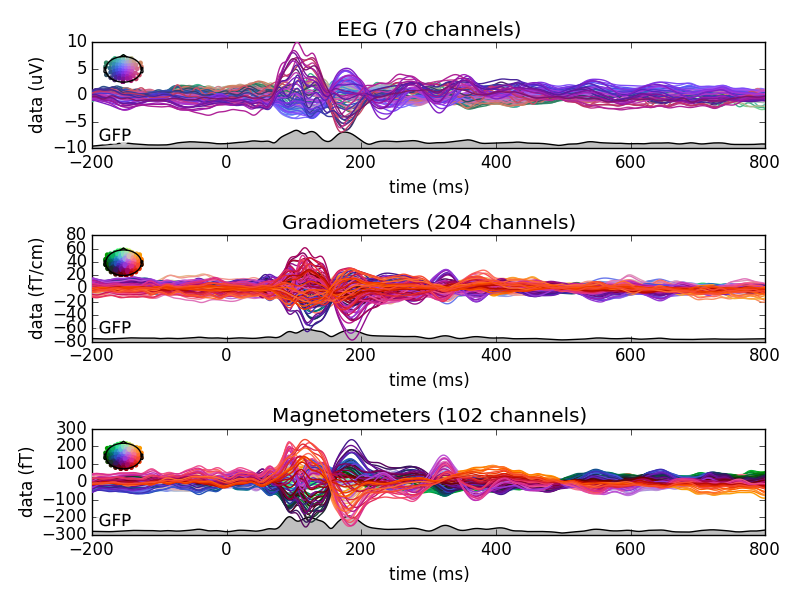 EEG (70 channels)
data (uV)
10
5
0
−5
−10
GFP
−200 0 200 400 600 800
time (ms)
Gradiometers (204 channels)
data (fT/cm)
80
60
40
20
0
−20
−40
−60
−80
GFP
−200 0 200 400 600 800
time (ms)
Magnetometers (102 channels)
data (fT)
300
200
100
0
−100
−200
−300
GFP
−200 0 200 400 600 800
time (ms)